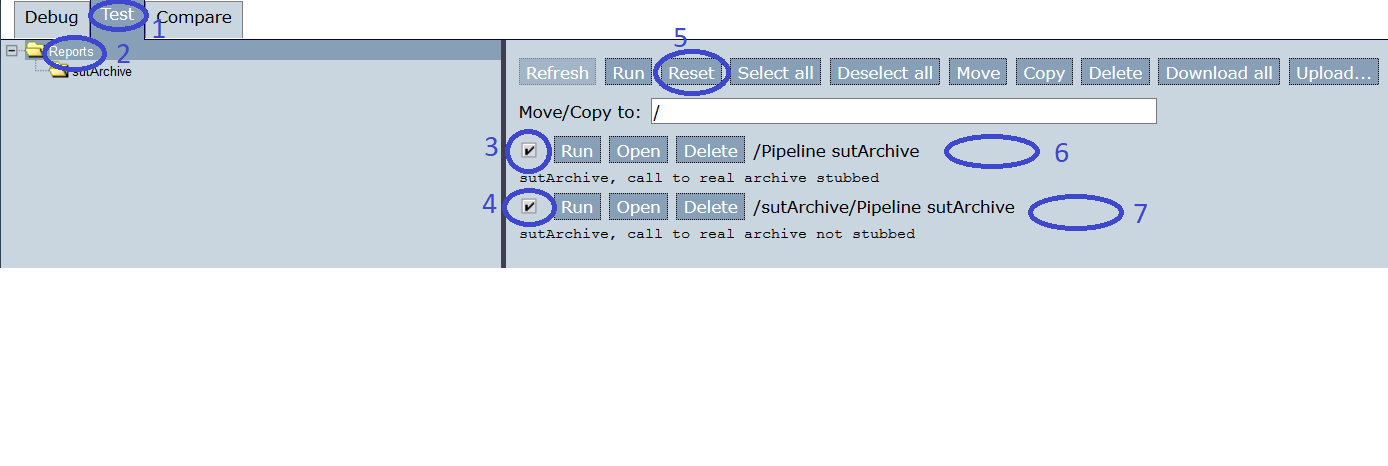 Debug Test Compare
1
Reports 2
sutArchive
5
Refresh Run Reset Select all Deselect all Move Copy Delete Download all Upload...
Move/Copy to: /
3 Run Open Delete /Pipeline sutArchive 6
sutArchive, call to real archive stubbed
4 Run Open Delete /sutArchive/Pipeline sutArchive 7
sutArchive, call to real archive not stubbed